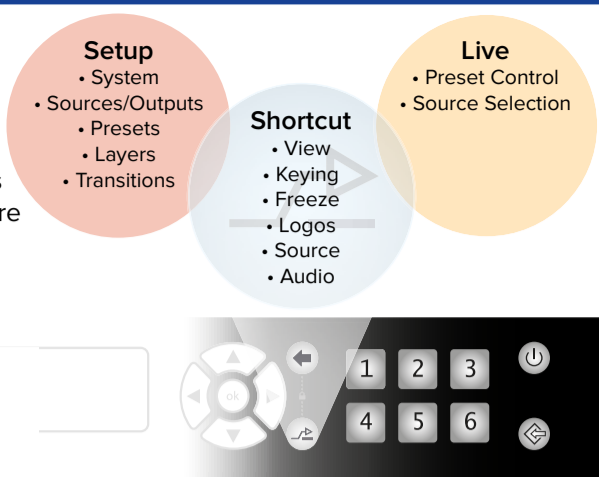 Setup
• System
• Sources/Outputs
• Presets
• Layers
• Transitions
Shortcut
• View
• Keying
• Freeze
• Logos
• Source
• Audio
Live
• Preset Control
• Source Selection
s
re
ok
1 2 3
4 5 6